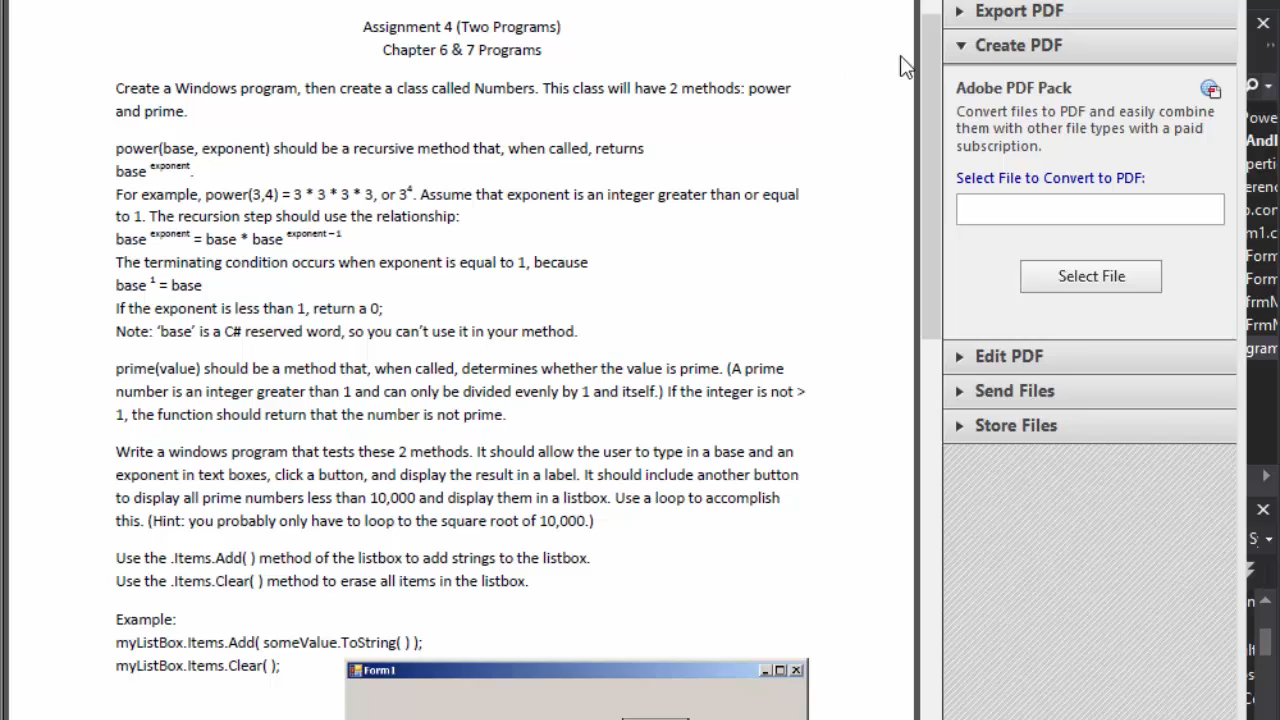 Assignment 4 (Two Programs)
Chapter 6 & 7 Programs
Create a Windows program, then create a class called Numbers. This class will have 2 methods: power
and prime.
power(base, exponent) should be a recursive method that, when called, returns
base exponent.
For example, power(3,4) = 3 * 3 * 3 * 3, or 3⁴. Assume that exponent is an integer greater than or equal
to 1. The recursion step should use the relationship:
base exponent = base * base exponent – 1
The terminating condition occurs when exponent is equal to 1, because
base ¹ = base
If the exponent is less than 1, return a 0;
Note: ‘base’ is a C# reserved word, so you can’t use it in your method.
prime(value) should be a method that, when called, determines whether the value is prime. (A prime
number is an integer greater than 1 and can only be divided evenly by 1 and itself.) If the integer is not >
1, the function should return that the number is not prime.
Write a windows program that tests these 2 methods. It should allow the user to type in a base and an
exponent in text boxes, click a button, and display the result in a label. It should include another button
to display all prime numbers less than 10,000 and display them in a listbox. Use a loop to accomplish
this. (Hint: you probably only have to loop to the square root of 10,000.)
Use the .Items.Add( ) method of the listbox to add strings to the listbox.
Use the .Items.Clear( ) method to erase all items in the listbox.
Example:
myListBox.Items.Add( someValue.ToString( ) );
myListBox.Items.Clear( );
Form1
Export PDF
Create PDF
Adobe PDF Pack
Convert files to PDF and easily combine
them with other file types with a paid
subscription.
Select File to Convert to PDF:
Select File
Edit PDF
Send Files
Store Files